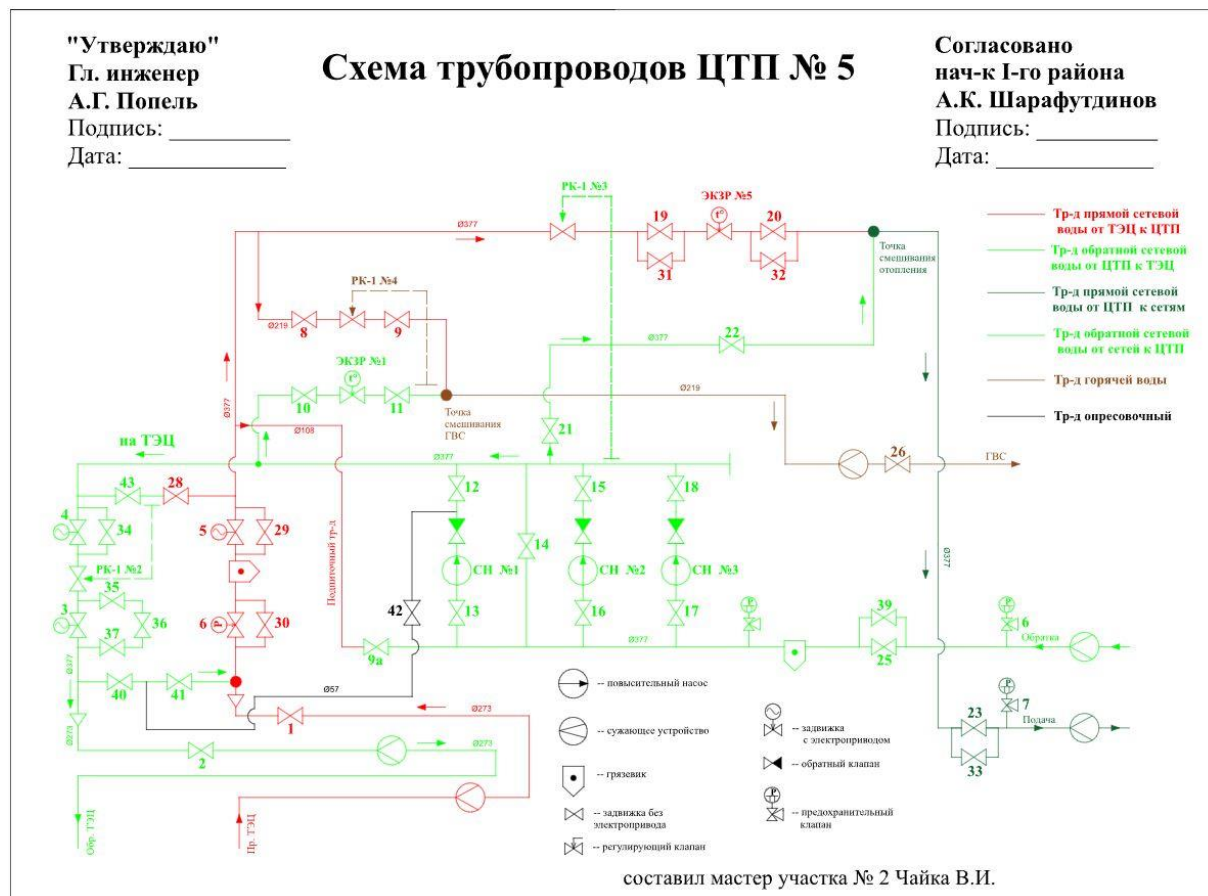 "Утверждаю"
Гл. инженер
А.Г. Попель
Подпись: ____________
Дата: _______________
Схема трубопроводов ЦТП № 5
Согласовано
нач-к I-го района
А.К. Шарафутдинов
Подпись: ____________
Дата: _______________
РК-1 №3
ЭКЗР №5
Ø377
19
t°
20
31
32
Точка
смешивания
отопления
Тр-д прямой сетевой
воды от ТЭЦ к ЦТП
Тр-д обратной сетевой
воды от ЦТП к ТЭЦ
Тр-д прямой сетевой
воды от ЦТП к сетям
Тр-д обратной сетевой
воды от сетей к ЦТП
Тр-д горячей воды
Тр-д опресовочный
РК-1 №4
Ø219
8
9
22
Ø377
ЭКЗР №1
t°
10
11
Ø219
Точка
смешивания
ГВС
Ø377
Ø108
21
на ТЭЦ
Ø377
26
ГВС
43
28
12
15
18
4
34
5
29
14
Подпиточный тр-д
РК-1 №2
СН №1
СН №2
СН №3
Ø377
35
3
36
6
P
30
42
13
16
17
P
39
P
6
37
Обратка
Ø377
9а
Ø377
25
40
41
Ø57
P
7
23
Подача
33
Ø273
1
Ø273
2
Ø273
Обр. ТЭЦ
Пр. ТЭЦ
-- повысительный насос
-- сужающее устройство
-- грязевик
-- задвижка без
электропривода
-- регулирующий клапан
-- задвижка
с электроприводом
-- обратный клапан
P
-- предохранительный
клапан
составил мастер участка № 2 Чайка В.И.